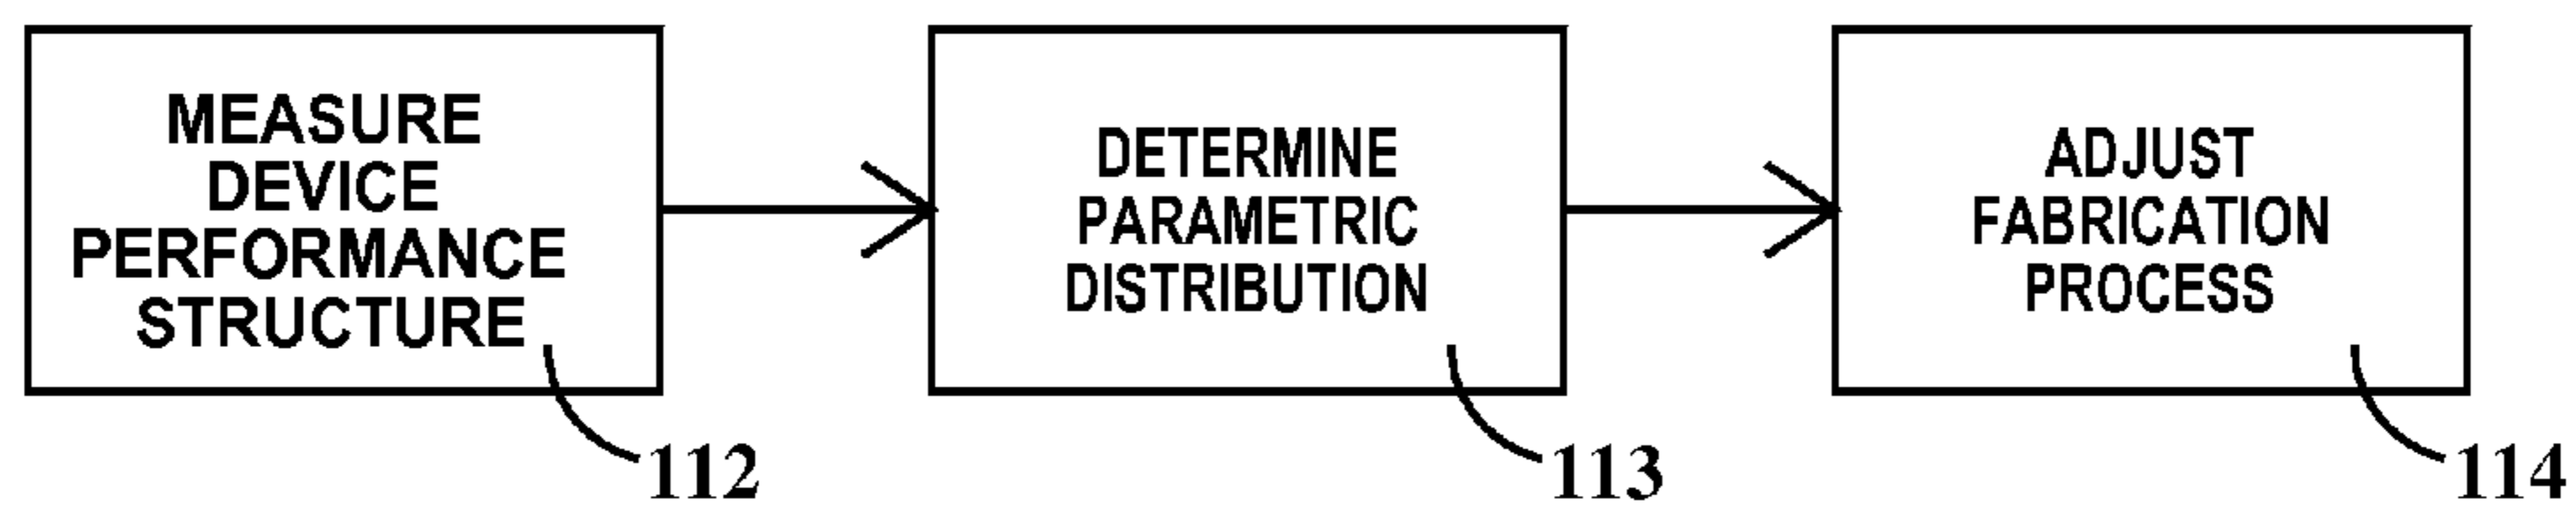 MEASURE
DEVICE
PERFORMANCE
STRUCTURE
112
DETERMINE
PARAMETRIC
DISTRIBUTION
113
ADJUST
FABRICATION
PROCESS
114